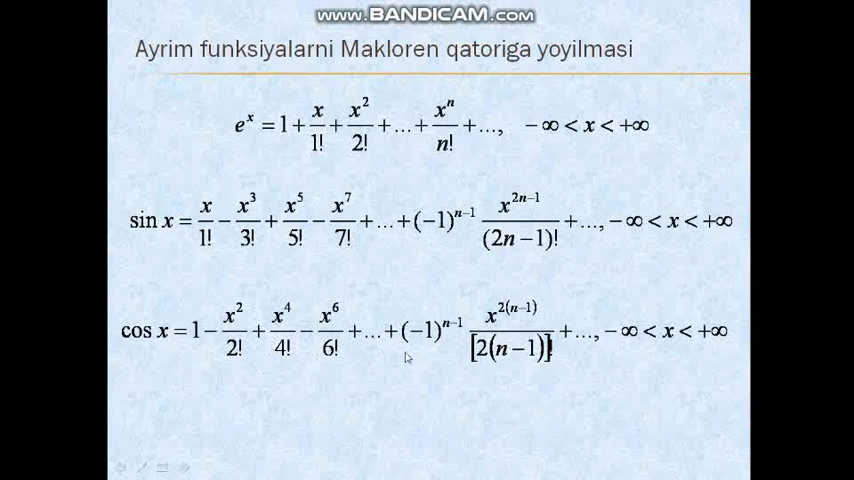 www.BANDICAM.com
Ayrim funksiyalarni Makloren qatoriga yoyilmasi
e^x = 1 + x/1! + x^2/2! + ... + x^n/n! + ..., −∞ < x < +∞
sin x = x/1! − x^3/3! + x^5/5! − x^7/7! + ... + (−1)^{n−1} x^{2n−1}/(2n−1)! + ..., −∞ < x < +∞
cos x = 1 − x^2/2! + x^4/4! − x^6/6! + ... + (−1)^{n−1} x^{2(n−1)}/[2(n−1)]! + ..., −∞ < x < +∞